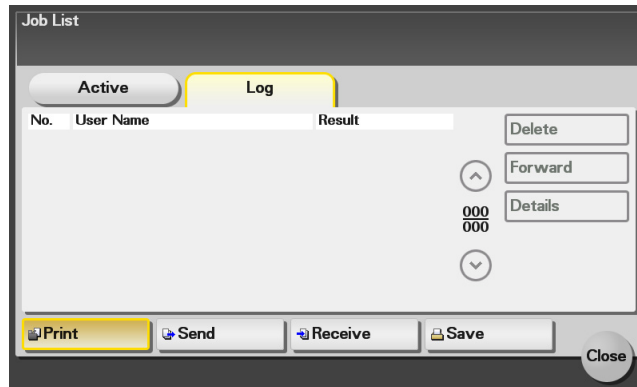 Job List
Active Log
No. User Name Result
Delete
Forward
Details
000
000
Print Send Receive Save
Close